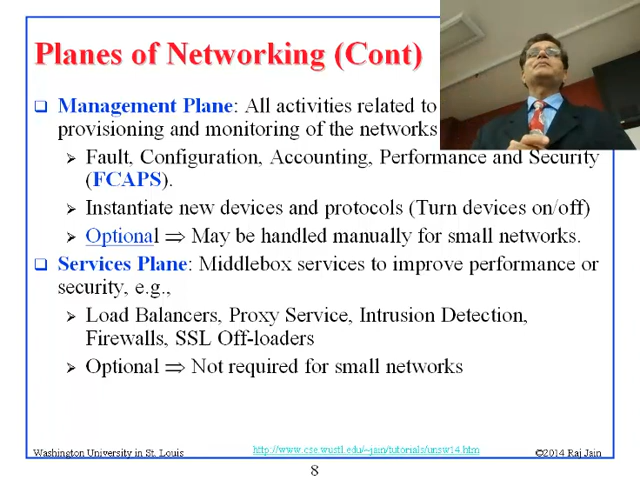 Planes of Networking (Cont)
❑ Management Plane: All activities related to
provisioning and monitoring of the networks
➢ Fault, Configuration, Accounting, Performance and Security
(FCAPS).
➢ Instantiate new devices and protocols (Turn devices on/off)
➢ Optional ⇒ May be handled manually for small networks.
❑ Services Plane: Middlebox services to improve performance or
security, e.g.,
➢ Load Balancers, Proxy Service, Intrusion Detection,
Firewalls, SSL Off-loaders
➢ Optional ⇒ Not required for small networks
Washington University in St. Louis
http://www.cse.wustl.edu/~jain/tutorials/unsw14.htm
©2014 Raj Jain
8